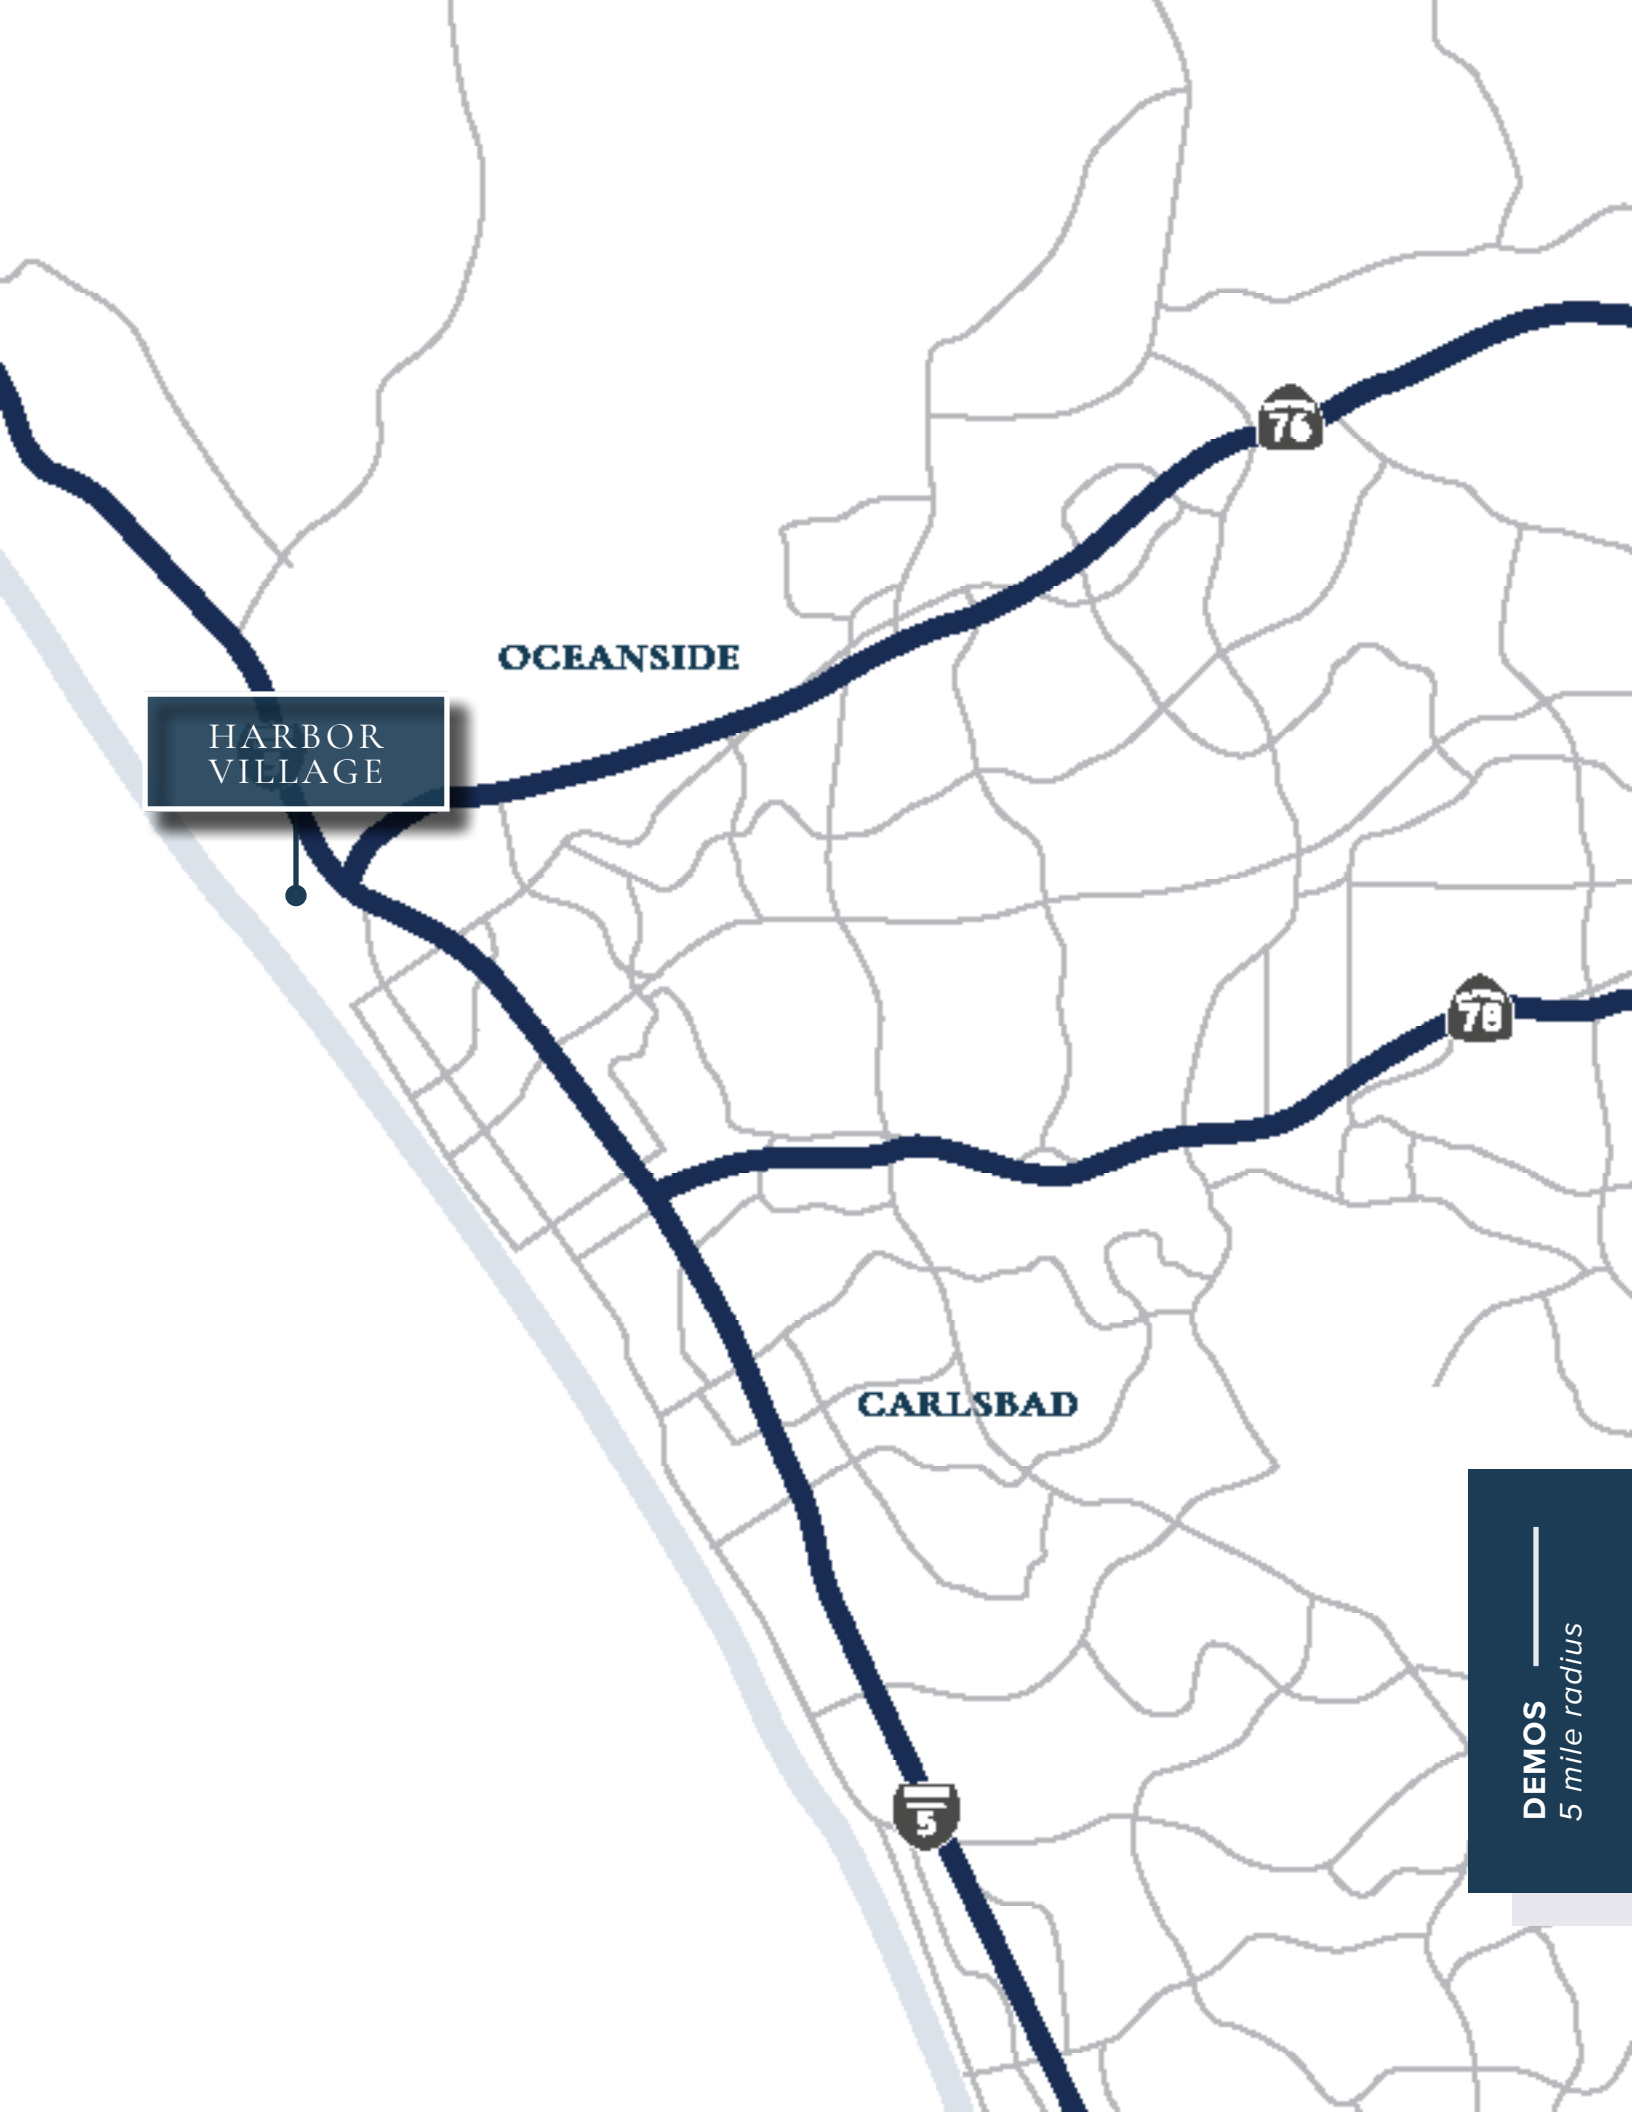 76
OCEANSIDE
HARBOR
VILLAGE
78
CARLSBAD
DEMOS
5 mile radius
5